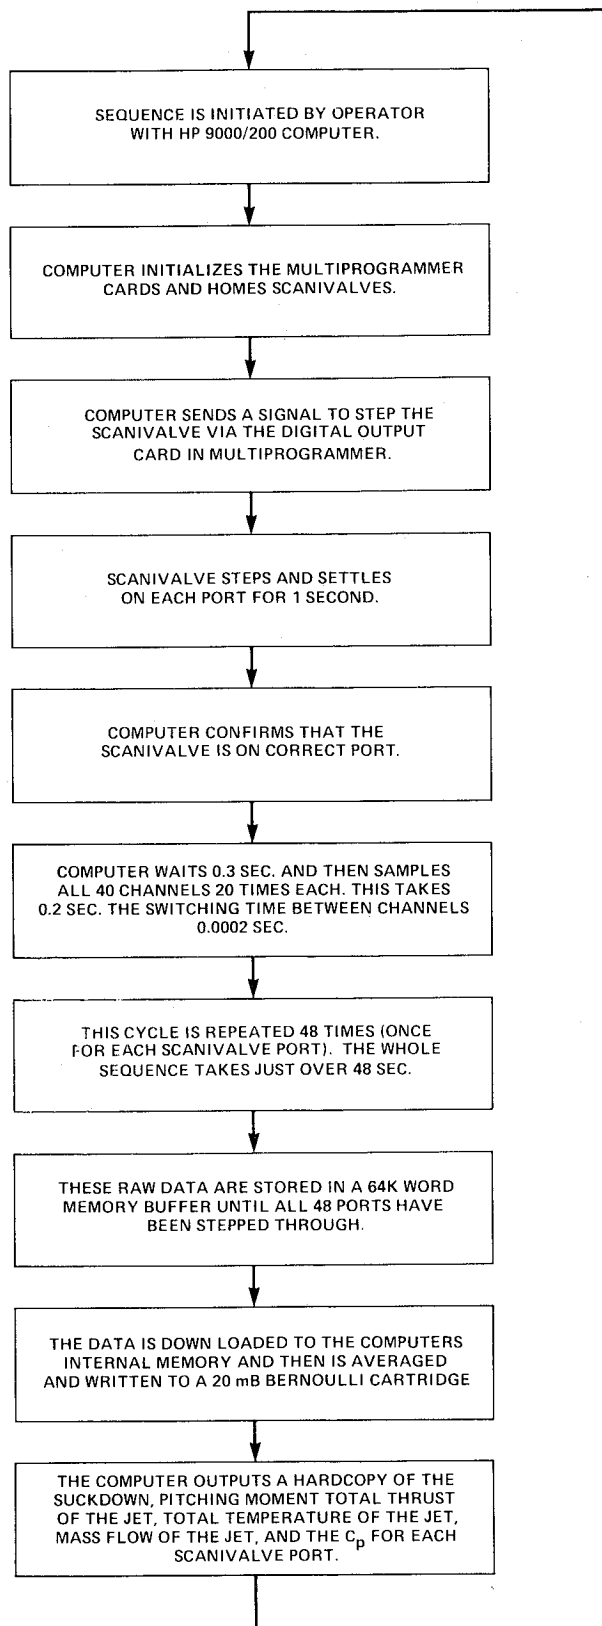 SEQUENCE IS INITIATED BY OPERATOR
WITH HP 9000/200 COMPUTER.
COMPUTER INITIALIZES THE MULTIPROGRAMMER
CARDS AND HOMES SCANIVALVES.
COMPUTER SENDS A SIGNAL TO STEP THE
SCANIVALVE VIA THE DIGITAL OUTPUT
CARD IN MULTIPROGRAMMER.
SCANIVALVE STEPS AND SETTLES
ON EACH PORT FOR 1 SECOND.
COMPUTER CONFIRMS THAT THE
SCANIVALVE IS ON CORRECT PORT.
COMPUTER WAITS 0.3 SEC. AND THEN SAMPLES
ALL 40 CHANNELS 20 TIMES EACH. THIS TAKES
0.2 SEC. THE SWITCHING TIME BETWEEN CHANNELS
0.0002 SEC.
THIS CYCLE IS REPEATED 48 TIMES (ONCE
FOR EACH SCANIVALVE PORT). THE WHOLE
SEQUENCE TAKES JUST OVER 48 SEC.
THESE RAW DATA ARE STORED IN A 64K WORD
MEMORY BUFFER UNTIL ALL 48 PORTS HAVE
BEEN STEPPED THROUGH.
THE DATA IS DOWN LOADED TO THE COMPUTERS
INTERNAL MEMORY AND THEN IS AVERAGED
AND WRITTEN TO A 20 mB BERNOULLI CARTRIDGE
THE COMPUTER OUTPUTS A HARDCOPY OF THE
SUCKDOWN, PITCHING MOMENT TOTAL THRUST
OF THE JET, TOTAL TEMPERATURE OF THE JET,
MASS FLOW OF THE JET, AND THE Cp FOR EACH
SCANIVALVE PORT.